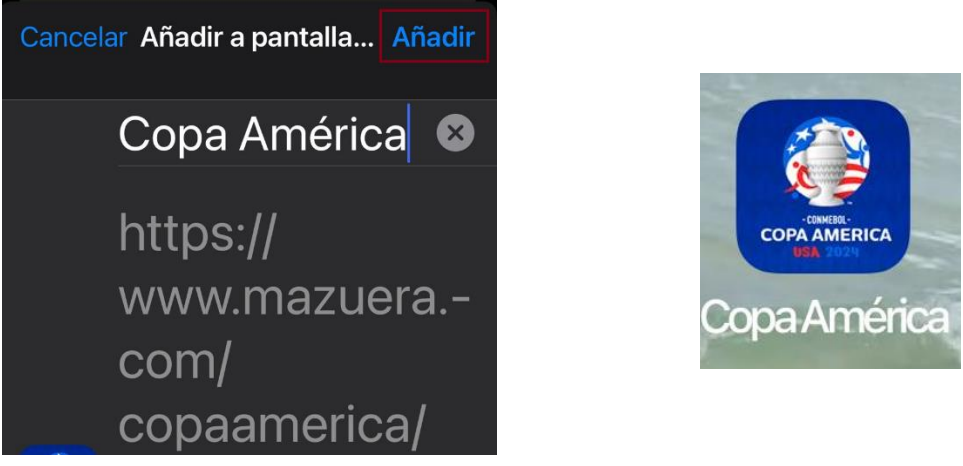 Cancelar Añadir a pantalla... Añadir
Copa América
https://
www.mazuera.-
com/
copaamerica/
- CONMEBOL -
COPA AMERICA
USA 2024
Copa América